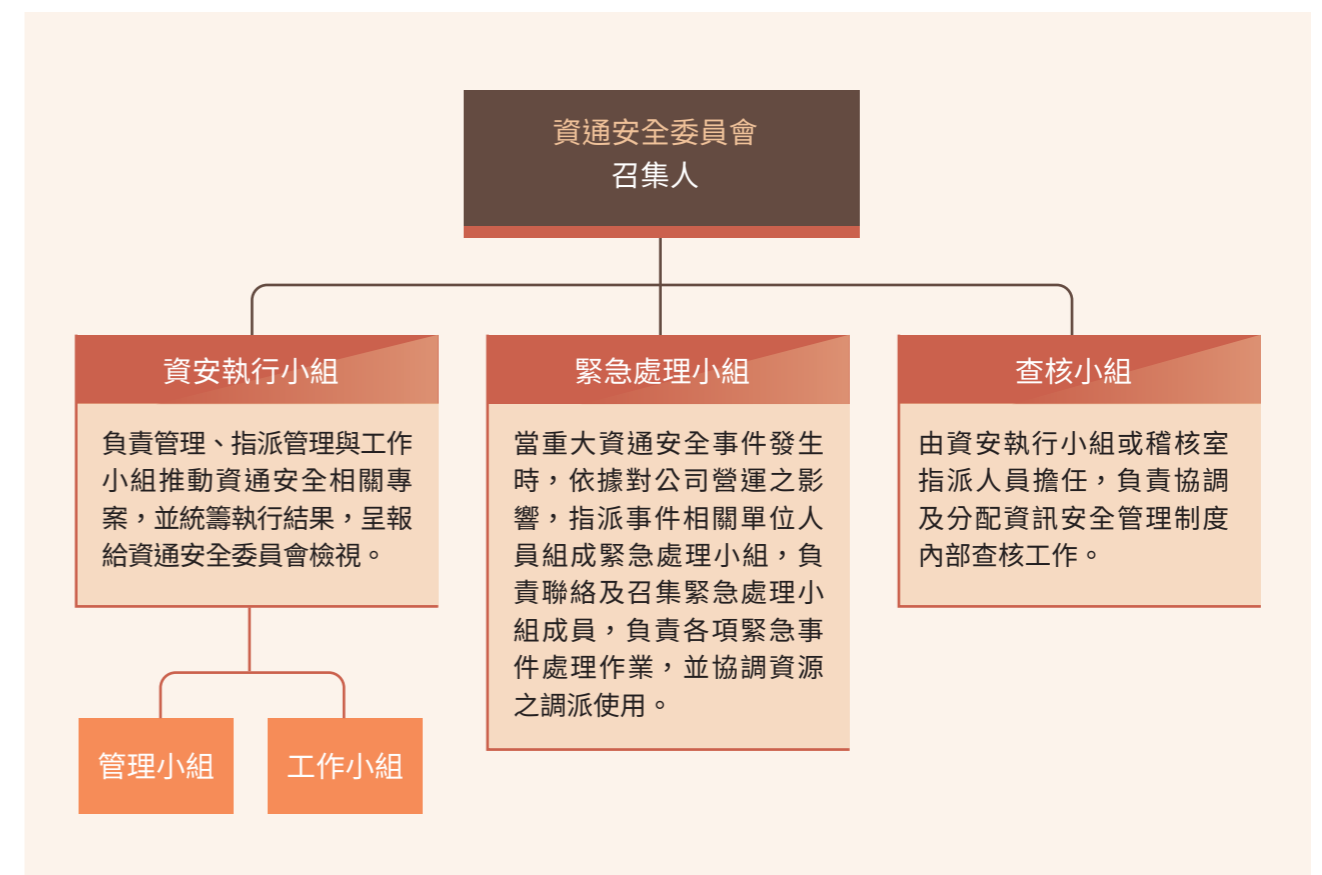 資通安全委員會
召集人
資安執行小組
負責管理、指派管理與工作
小組推動資通安全相關專
案，並統籌執行結果，呈報
給資通安全委員會檢視。
管理小組
工作小組
緊急處理小組
當重大資通安全事件發生
時，依據對公司營運之影
響，指派事件相關單位人
員組成緊急處理小組，負
責聯絡及召集緊急處理小
組成員，負責各項緊急事
件處理作業，並協調資源
之調派使用。
查核小組
由資安執行小組或稽核室
指派人員擔任，負責協調
及分配資訊安全管理制度
內部查核工作。